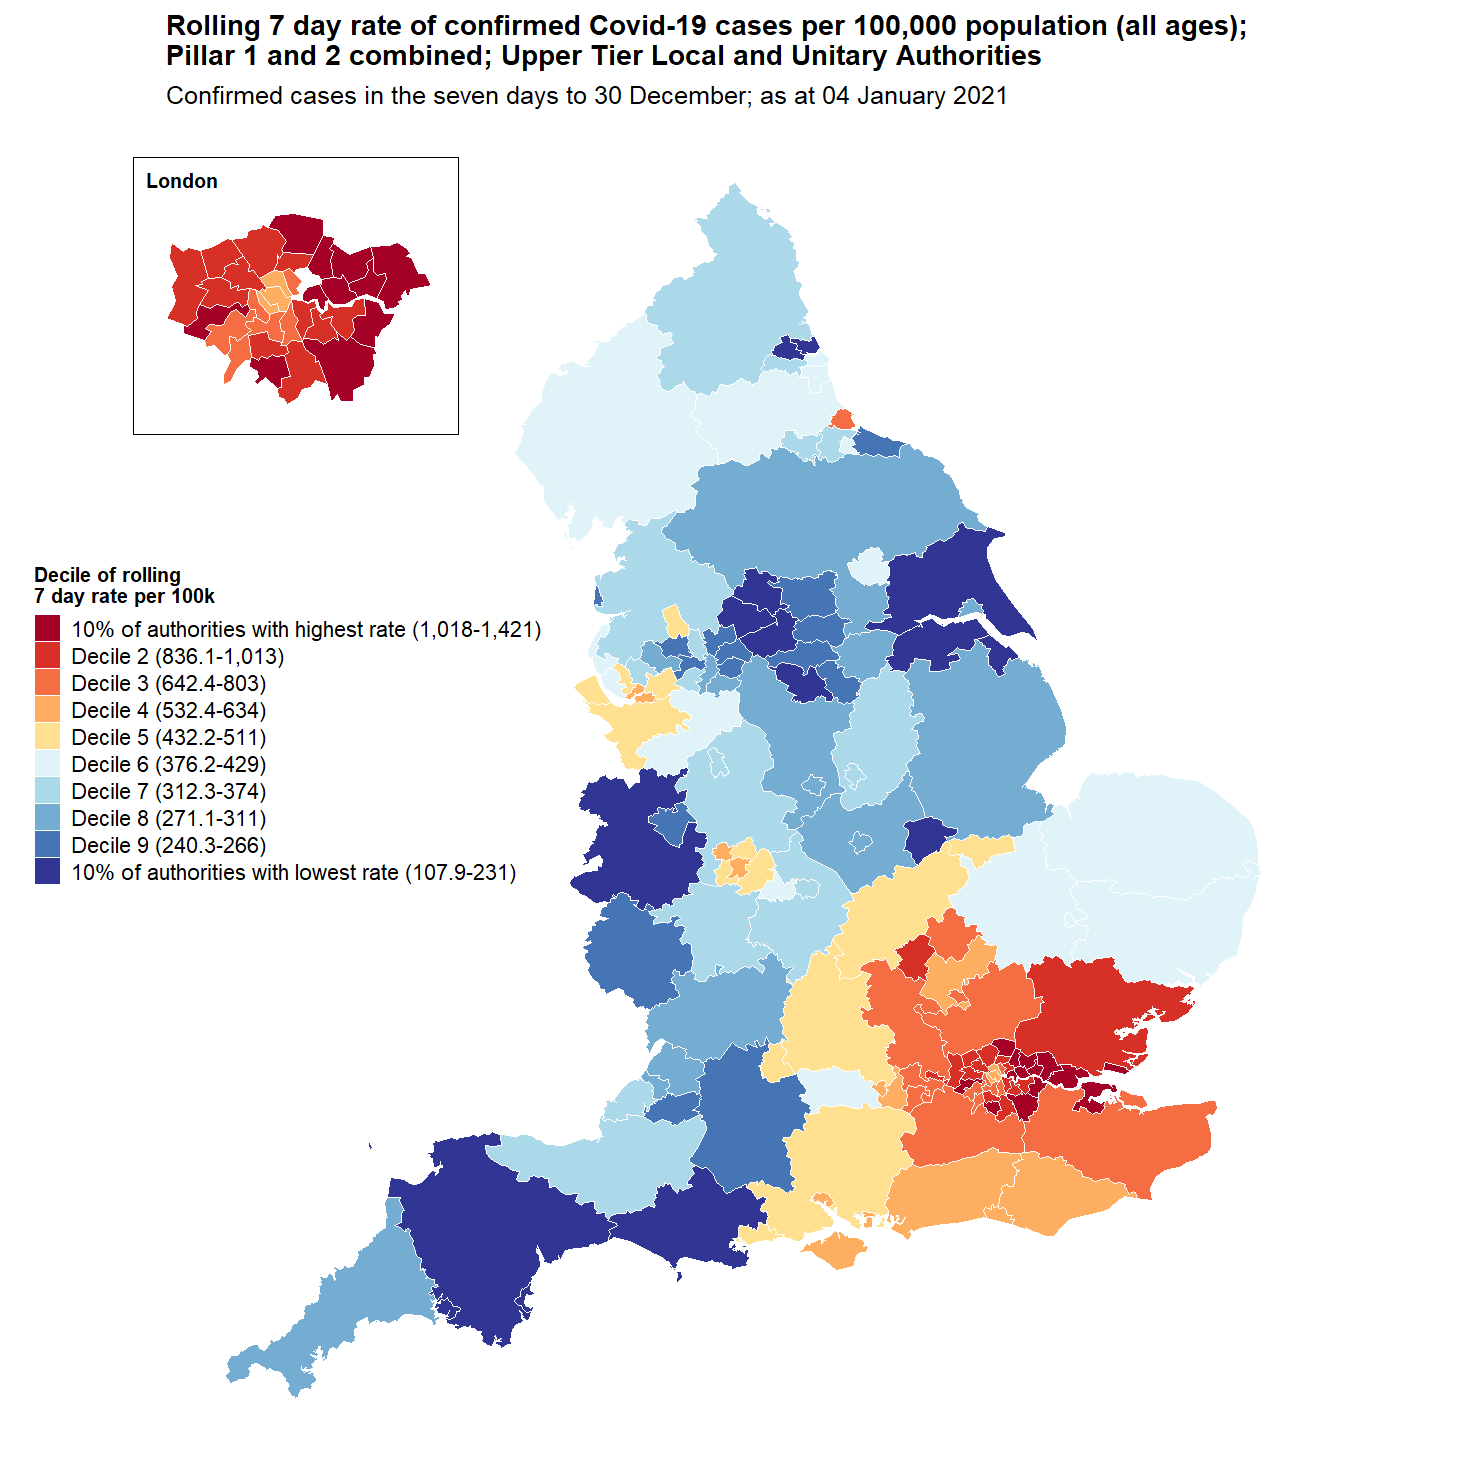 Rolling 7 day rate of confirmed Covid-19 cases per 100,000 population (all ages);
Pillar 1 and 2 combined; Upper Tier Local and Unitary Authorities
Confirmed cases in the seven days to 30 December; as at 04 January 2021
London
Decile of rolling
7 day rate per 100k
10% of authorities with highest rate (1,018-1,421)
Decile 2 (836.1-1,013)
Decile 3 (642.4-803)
Decile 4 (532.4-634)
Decile 5 (432.2-511)
Decile 6 (376.2-429)
Decile 7 (312.3-374)
Decile 8 (271.1-311)
Decile 9 (240.3-266)
10% of authorities with lowest rate (107.9-231)